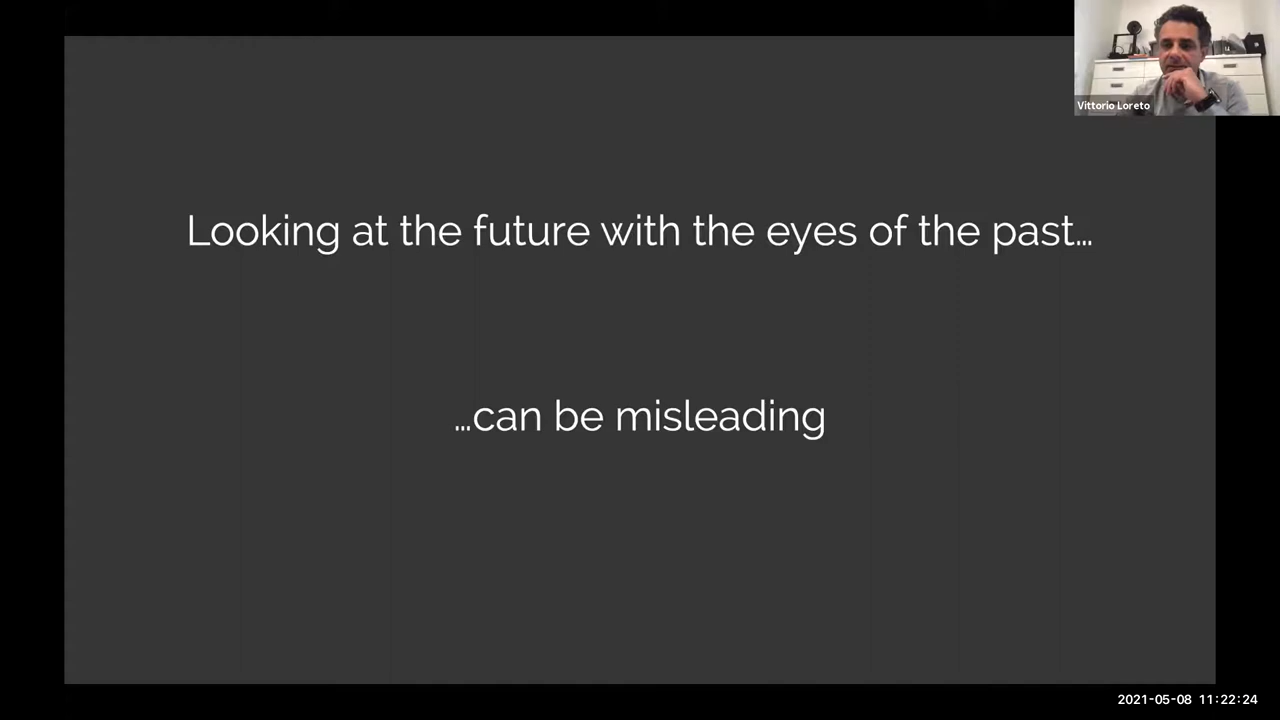 Vittorio Loreto
Looking at the future with the eyes of the past...
...can be misleading
2021-05-08 11:22:24